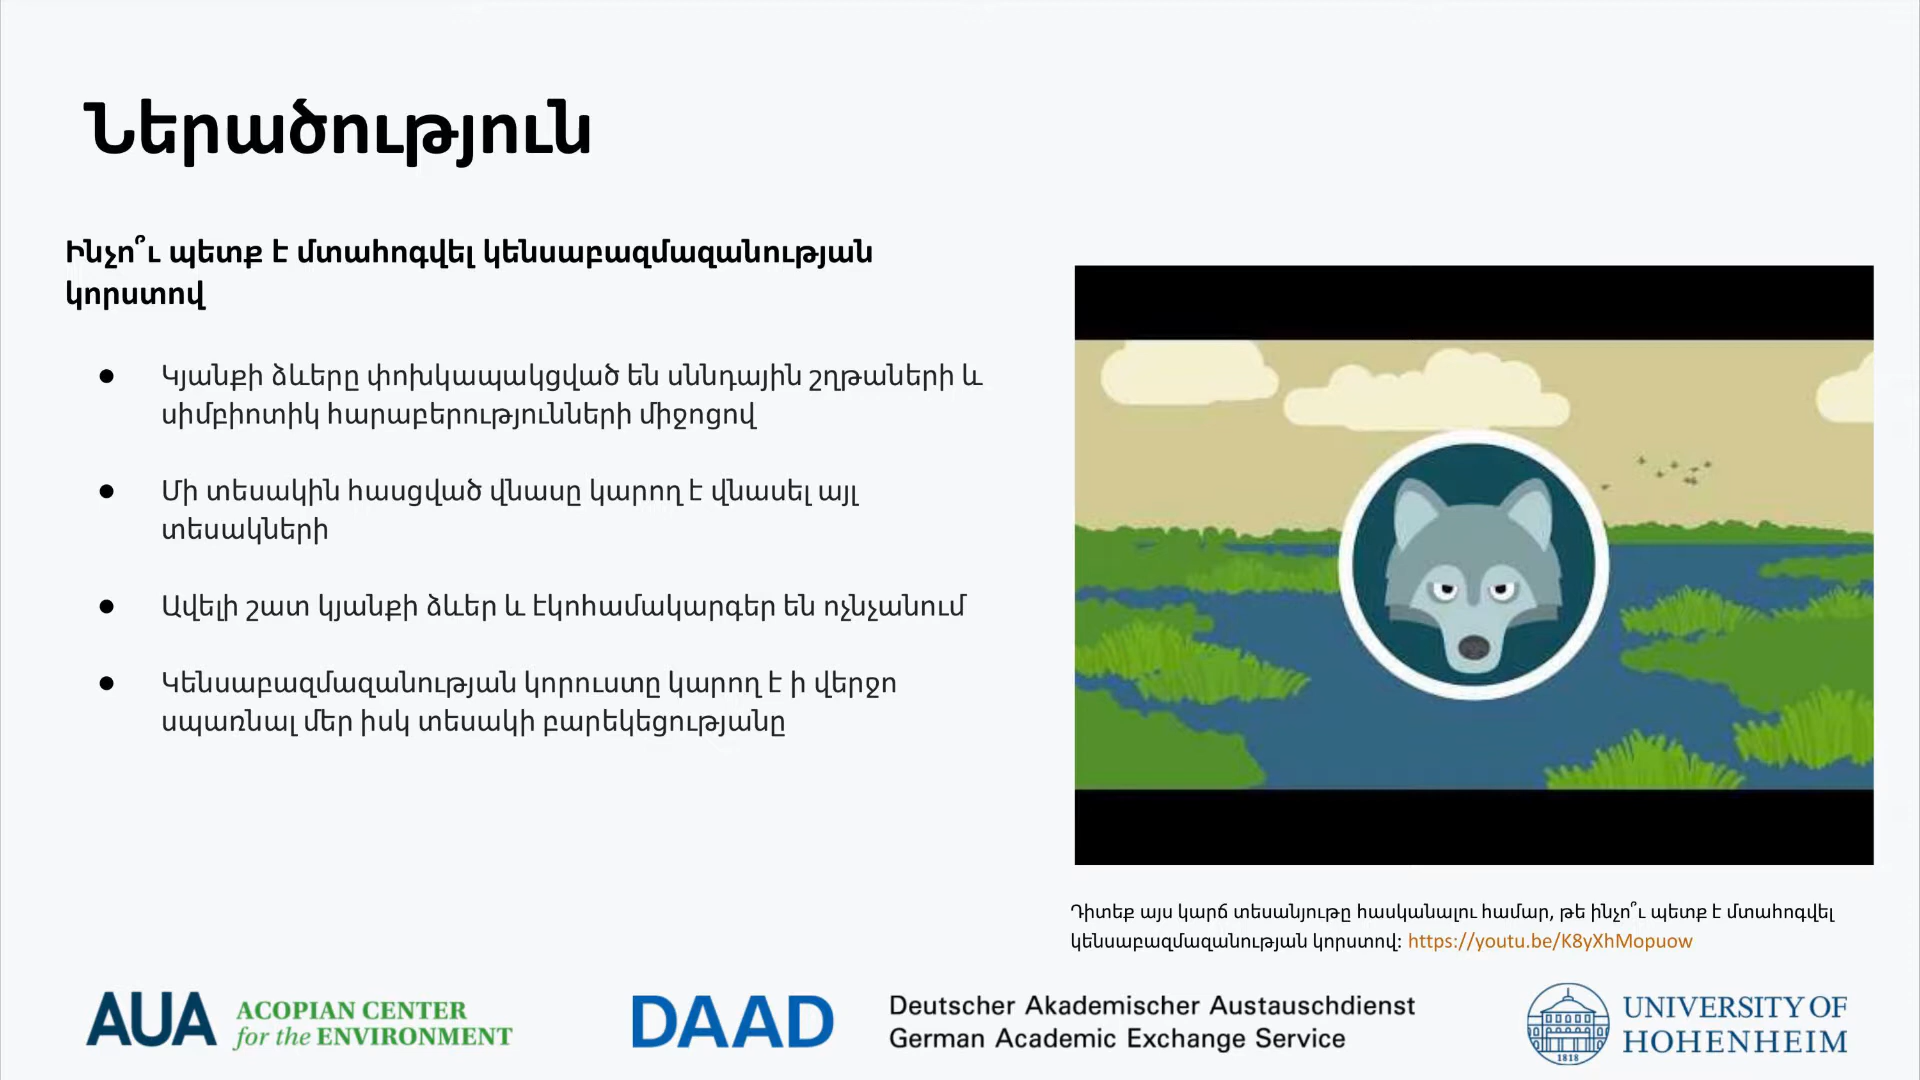 Ներածություն
Ինչո՞ւ պետք է մտահոգվել կենսաբազմազանության
կորստով
● Կյանքի ձևերը փոխկապակցված են սննդային շղթաների և
սիմբիոտիկ հարաբերությունների միջոցով
● Մի տեսակին հասցված վնասը կարող է վնասել այլ
տեսակների
● Ավելի շատ կյանքի ձևեր և էկոհամակարգեր են ոչնչանում
● Կենսաբազմազանության կորուստը կարող է ի վերջո
սպառնալ մեր իսկ տեսակի բարեկեցությանը
Դիտեք այս կարճ տեսանյութը հասկանալու համար, թե ինչո՞ւ պետք է մտահոգվել
կենսաբազմազանության կորստով: https://youtu.be/K8yXhMopuow
AUA ACOPIAN CENTER
for the ENVIRONMENT
DAAD
Deutscher Akademischer Austauschdienst
German Academic Exchange Service
1818
UNIVERSITY OF
HOHENHEIM